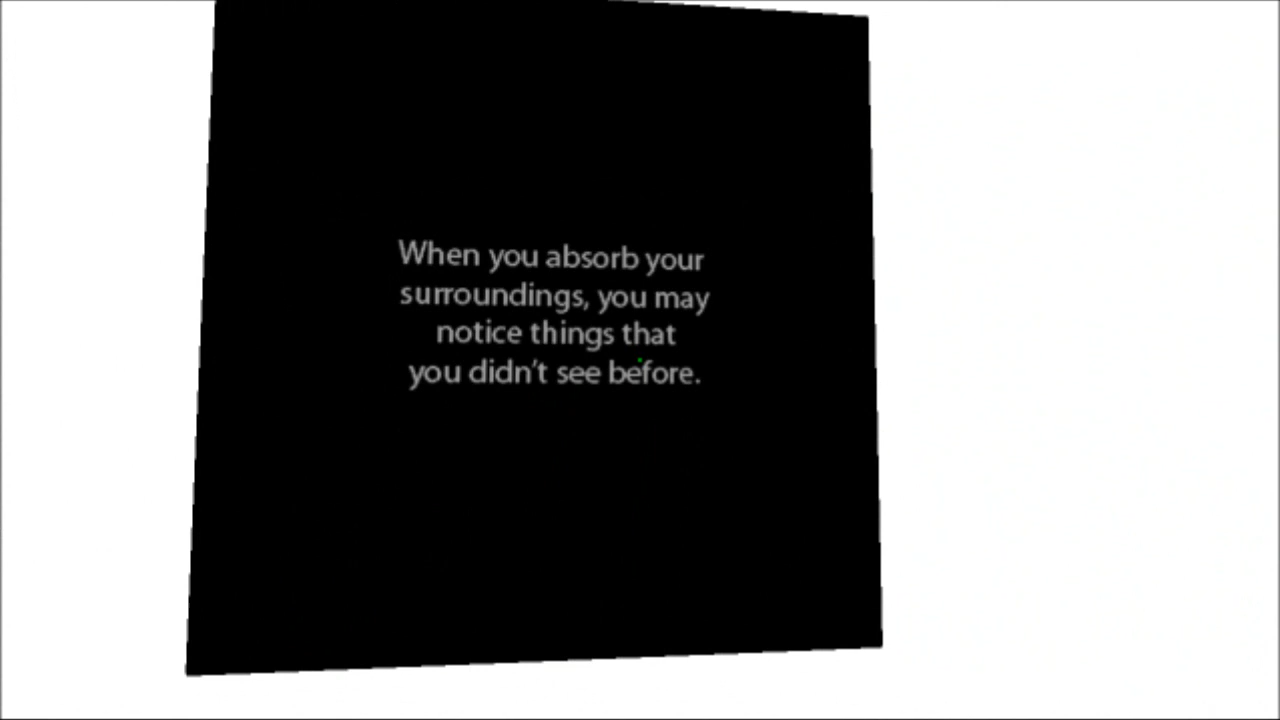 When you absorb your
surroundings, you may
notice things that
you didn't see before.